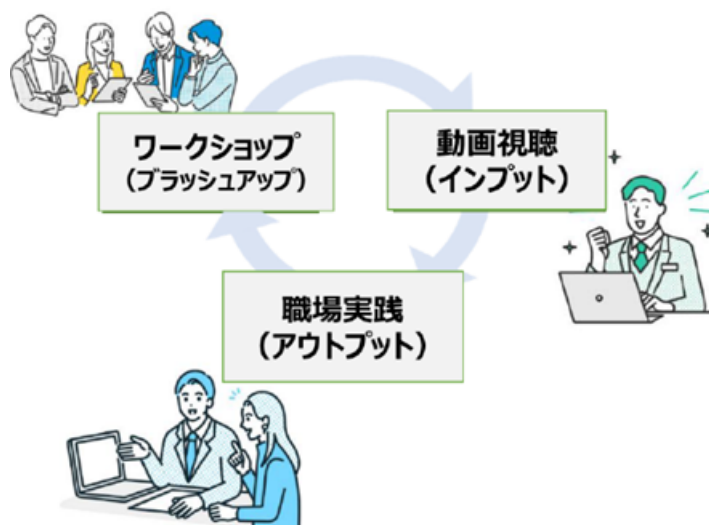 ワークショップ
（ブラッシュアップ）
動画視聴
（インプット）
職場実践
（アウトプット）